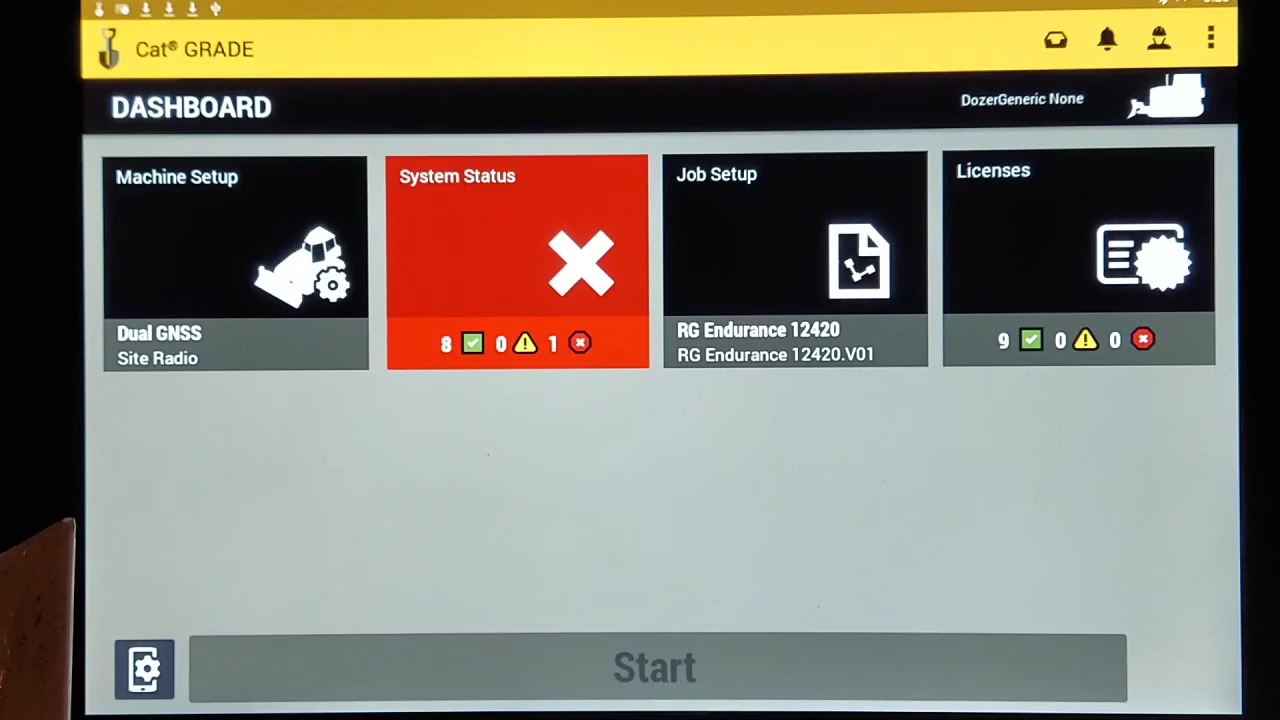 Cat® GRADE
DASHBOARD
DozerGeneric None
Machine Setup
Dual GNSS
Site Radio
System Status
8 0 1
Job Setup
RG Endurance 12420
RG Endurance 12420.V01
Licenses
9 0 0
Start